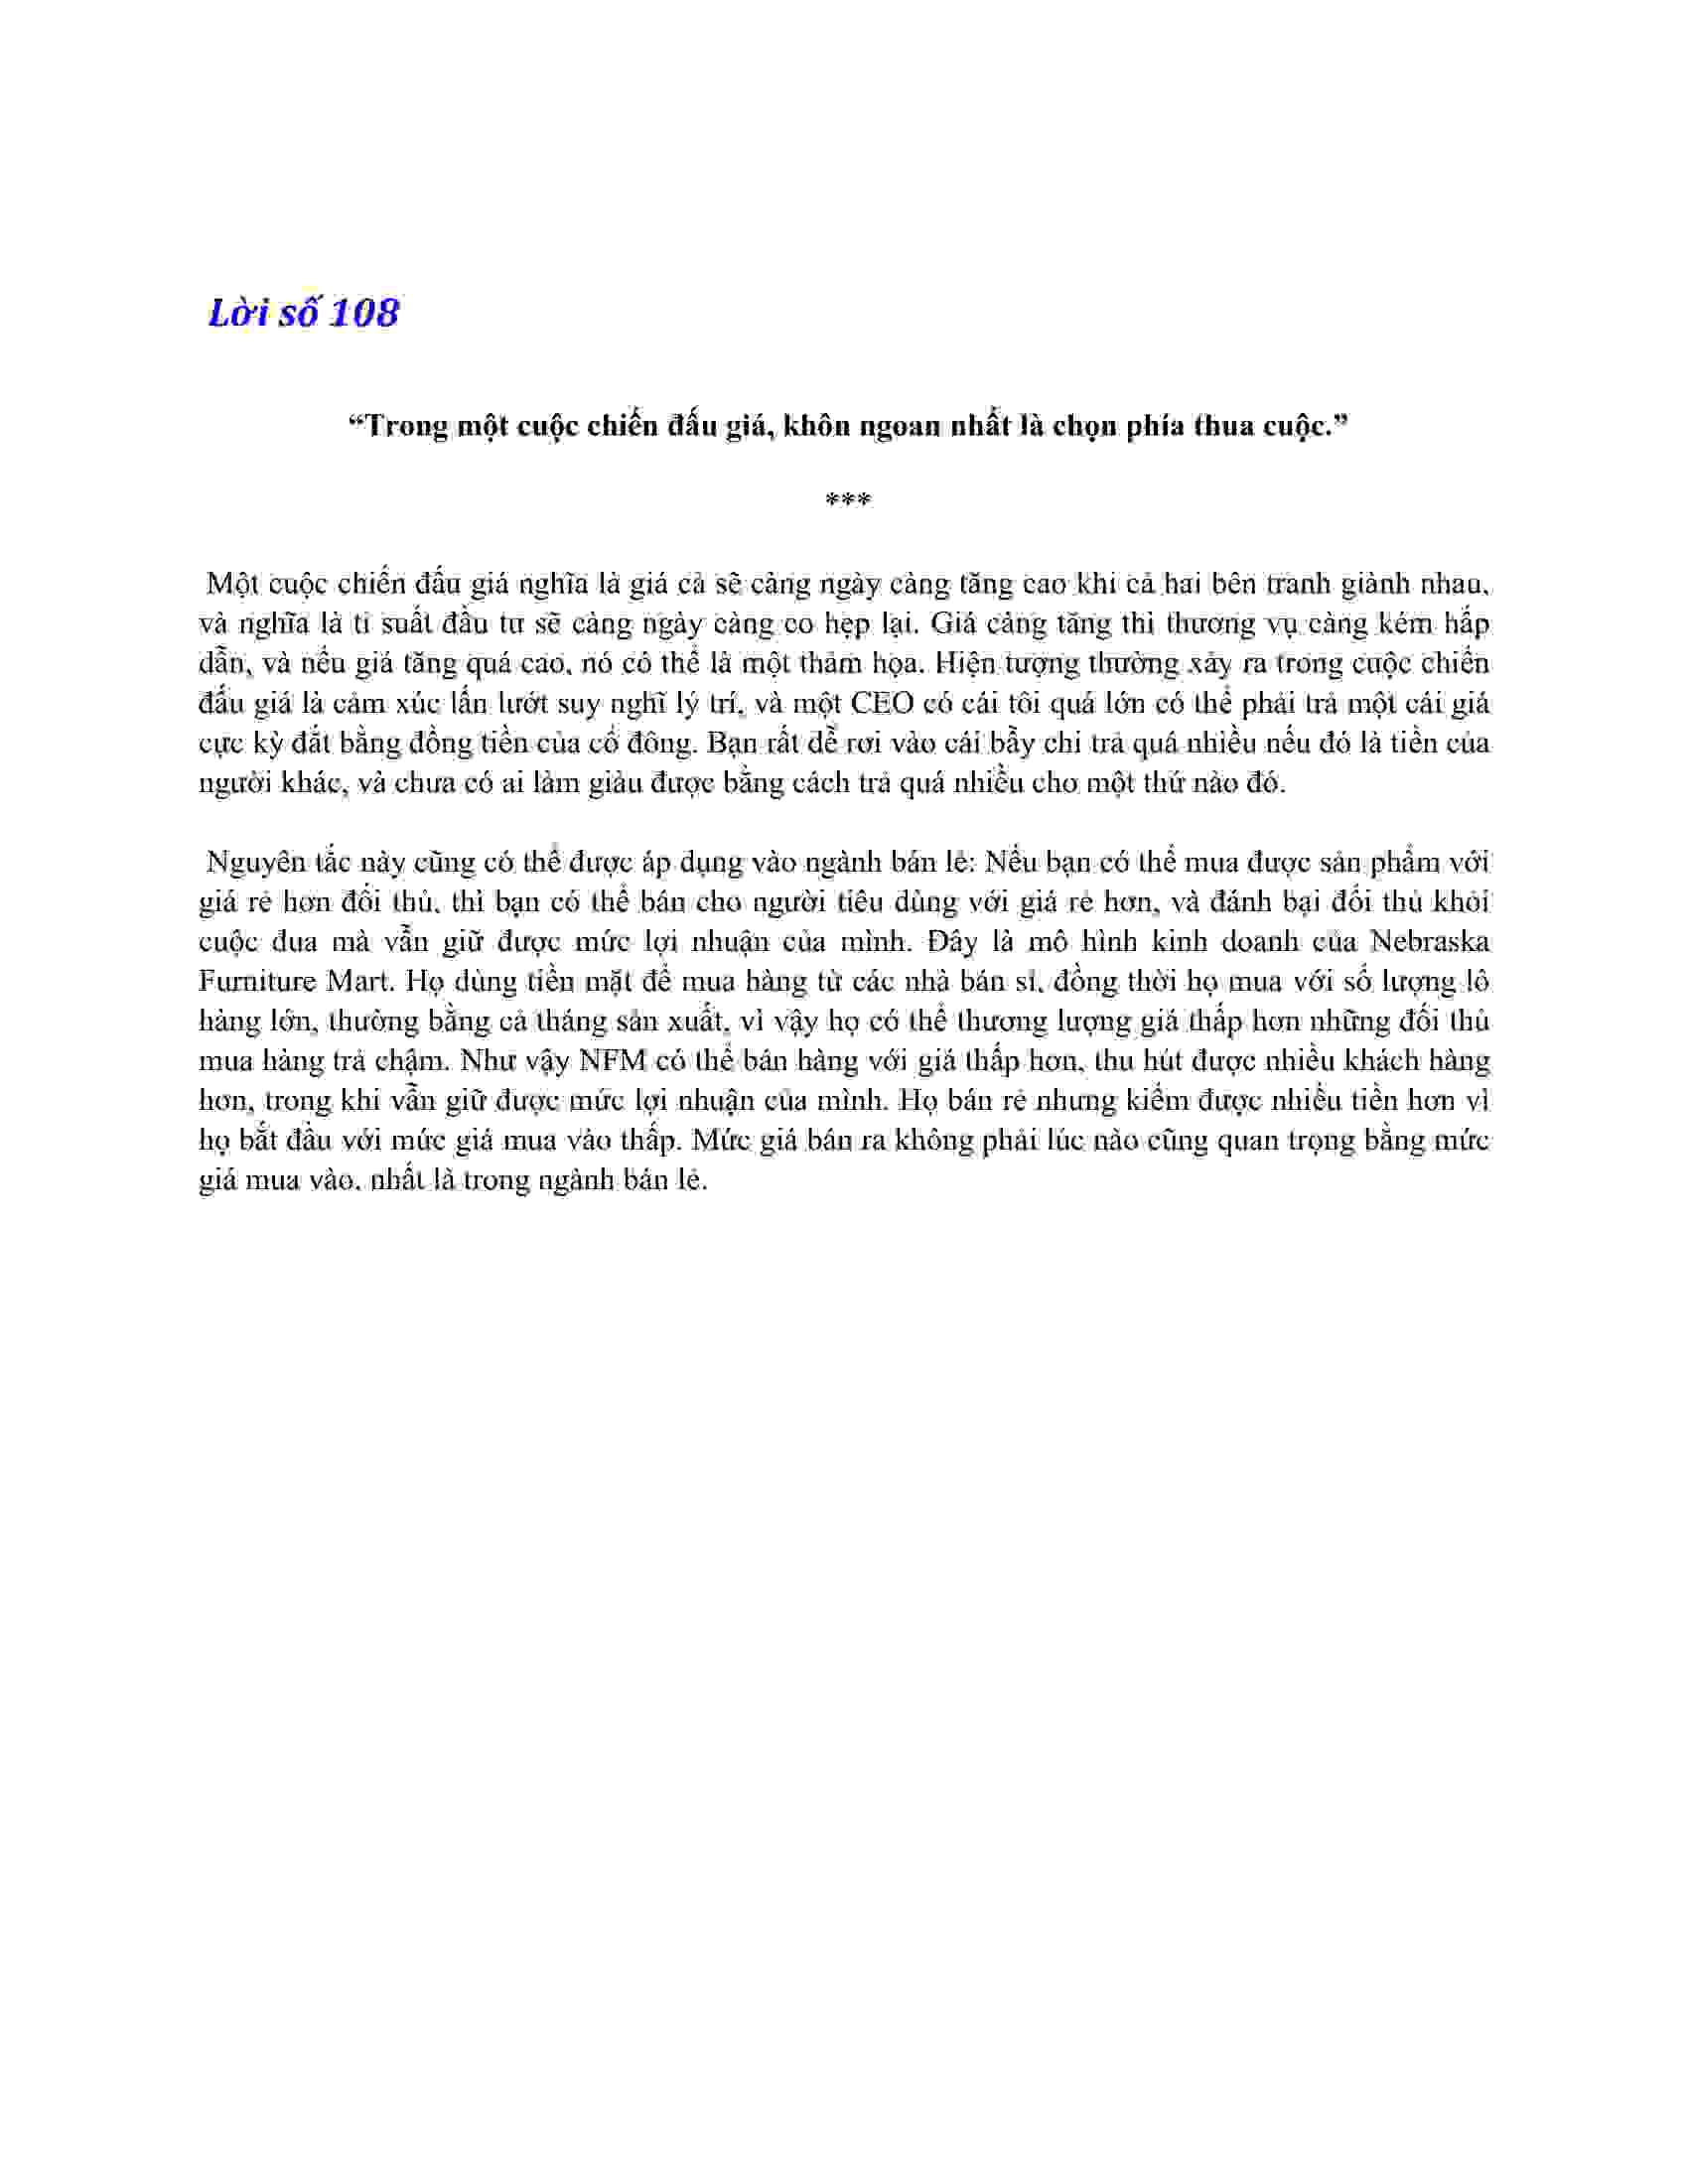 Lời số 108
“Trong một cuộc chiến đấu giá, khôn ngoan nhất là chọn phía thua cuộc.”
***
Một cuộc chiến đấu giá nghĩa là giá cả sẽ càng ngày càng tăng cao khi cả hai bên tranh giành nhau,
và nghĩa là tỉ suất đầu tư sẽ càng ngày càng co hẹp lại. Giá càng tăng thì thương vụ càng kém hấp
dẫn, và nếu giá tăng quá cao, nó có thể là một thảm họa. Hiện tượng thường xảy ra trong cuộc chiến
đấu giá là cảm xúc lấn lướt suy nghĩ lý trí, và một CEO có cái tôi quá lớn có thể phải trả một cái giá
cực kỳ đắt bằng đồng tiền của cổ đông. Bạn rất dễ rơi vào cái bẫy chi trả quá nhiều nếu đó là tiền của
người khác, và chưa có ai làm giàu được bằng cách trả quá nhiều cho một thứ nào đó.
Nguyên tắc này cũng có thể được áp dụng vào ngành bán lẻ: Nếu bạn có thể mua được sản phẩm với
giá rẻ hơn đối thủ, thì bạn có thể bán cho người tiêu dùng với giá rẻ hơn, và đánh bại đối thủ khỏi
cuộc đua mà vẫn giữ được mức lợi nhuận của mình. Đây là mô hình kinh doanh của Nebraska
Furniture Mart. Họ dùng tiền mặt để mua hàng từ các nhà bán sỉ, đồng thời họ mua với số lượng lô
hàng lớn, thường bằng cả tháng sản xuất, vì vậy họ có thể thương lượng giá thấp hơn những đối thủ
mua hàng trả chậm. Như vậy NFM có thể bán hàng với giá thấp hơn, thu hút được nhiều khách hàng
hơn, trong khi vẫn giữ được mức lợi nhuận của mình. Họ bán rẻ nhưng kiếm được nhiều tiền hơn vì
họ bắt đầu với mức giá mua vào thấp. Mức giá bán ra không phải lúc nào cũng quan trọng bằng mức
giá mua vào, nhất là trong ngành bán lẻ.